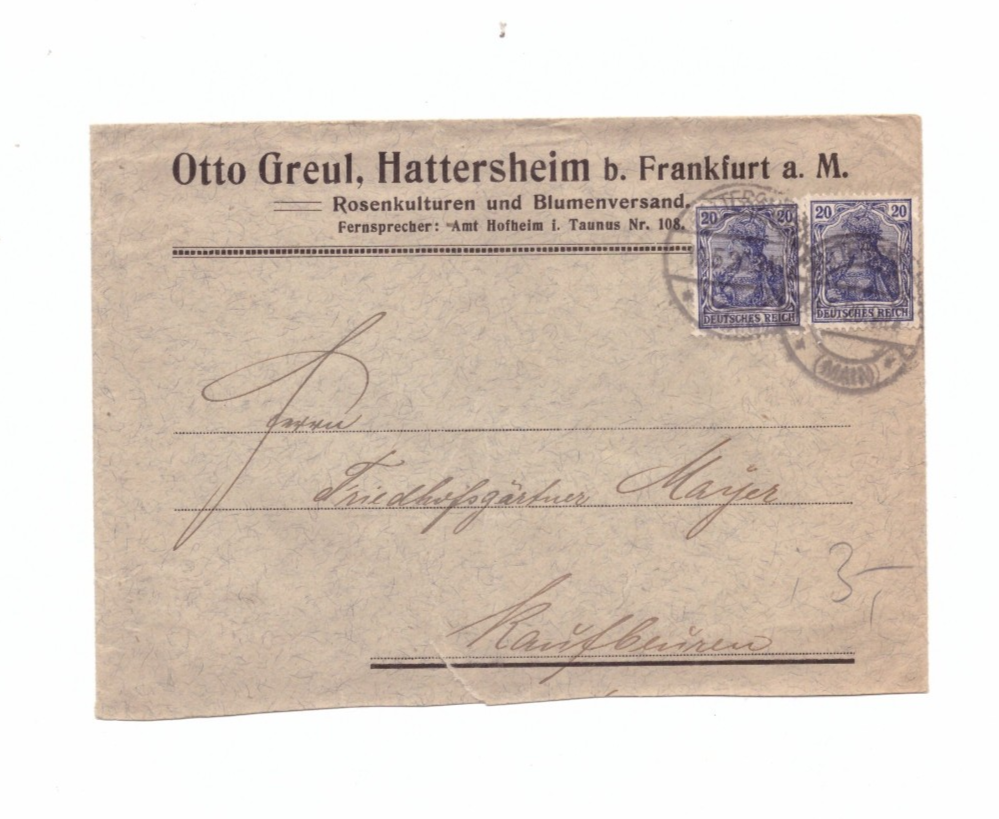 Otto Greul, Hattersheim b. Frankfurt a. M.
Rosenkulturen und Blumenversand.
Fernsprecher: Amt Hofheim i. Taunus Nr. 108.
20 20
DEUTSCHES REICH
20 20
DEUTSCHES REICH
(MAIN)
Herrn
Friedhofsgärtner Mayer
3,-
Kaufbeuren